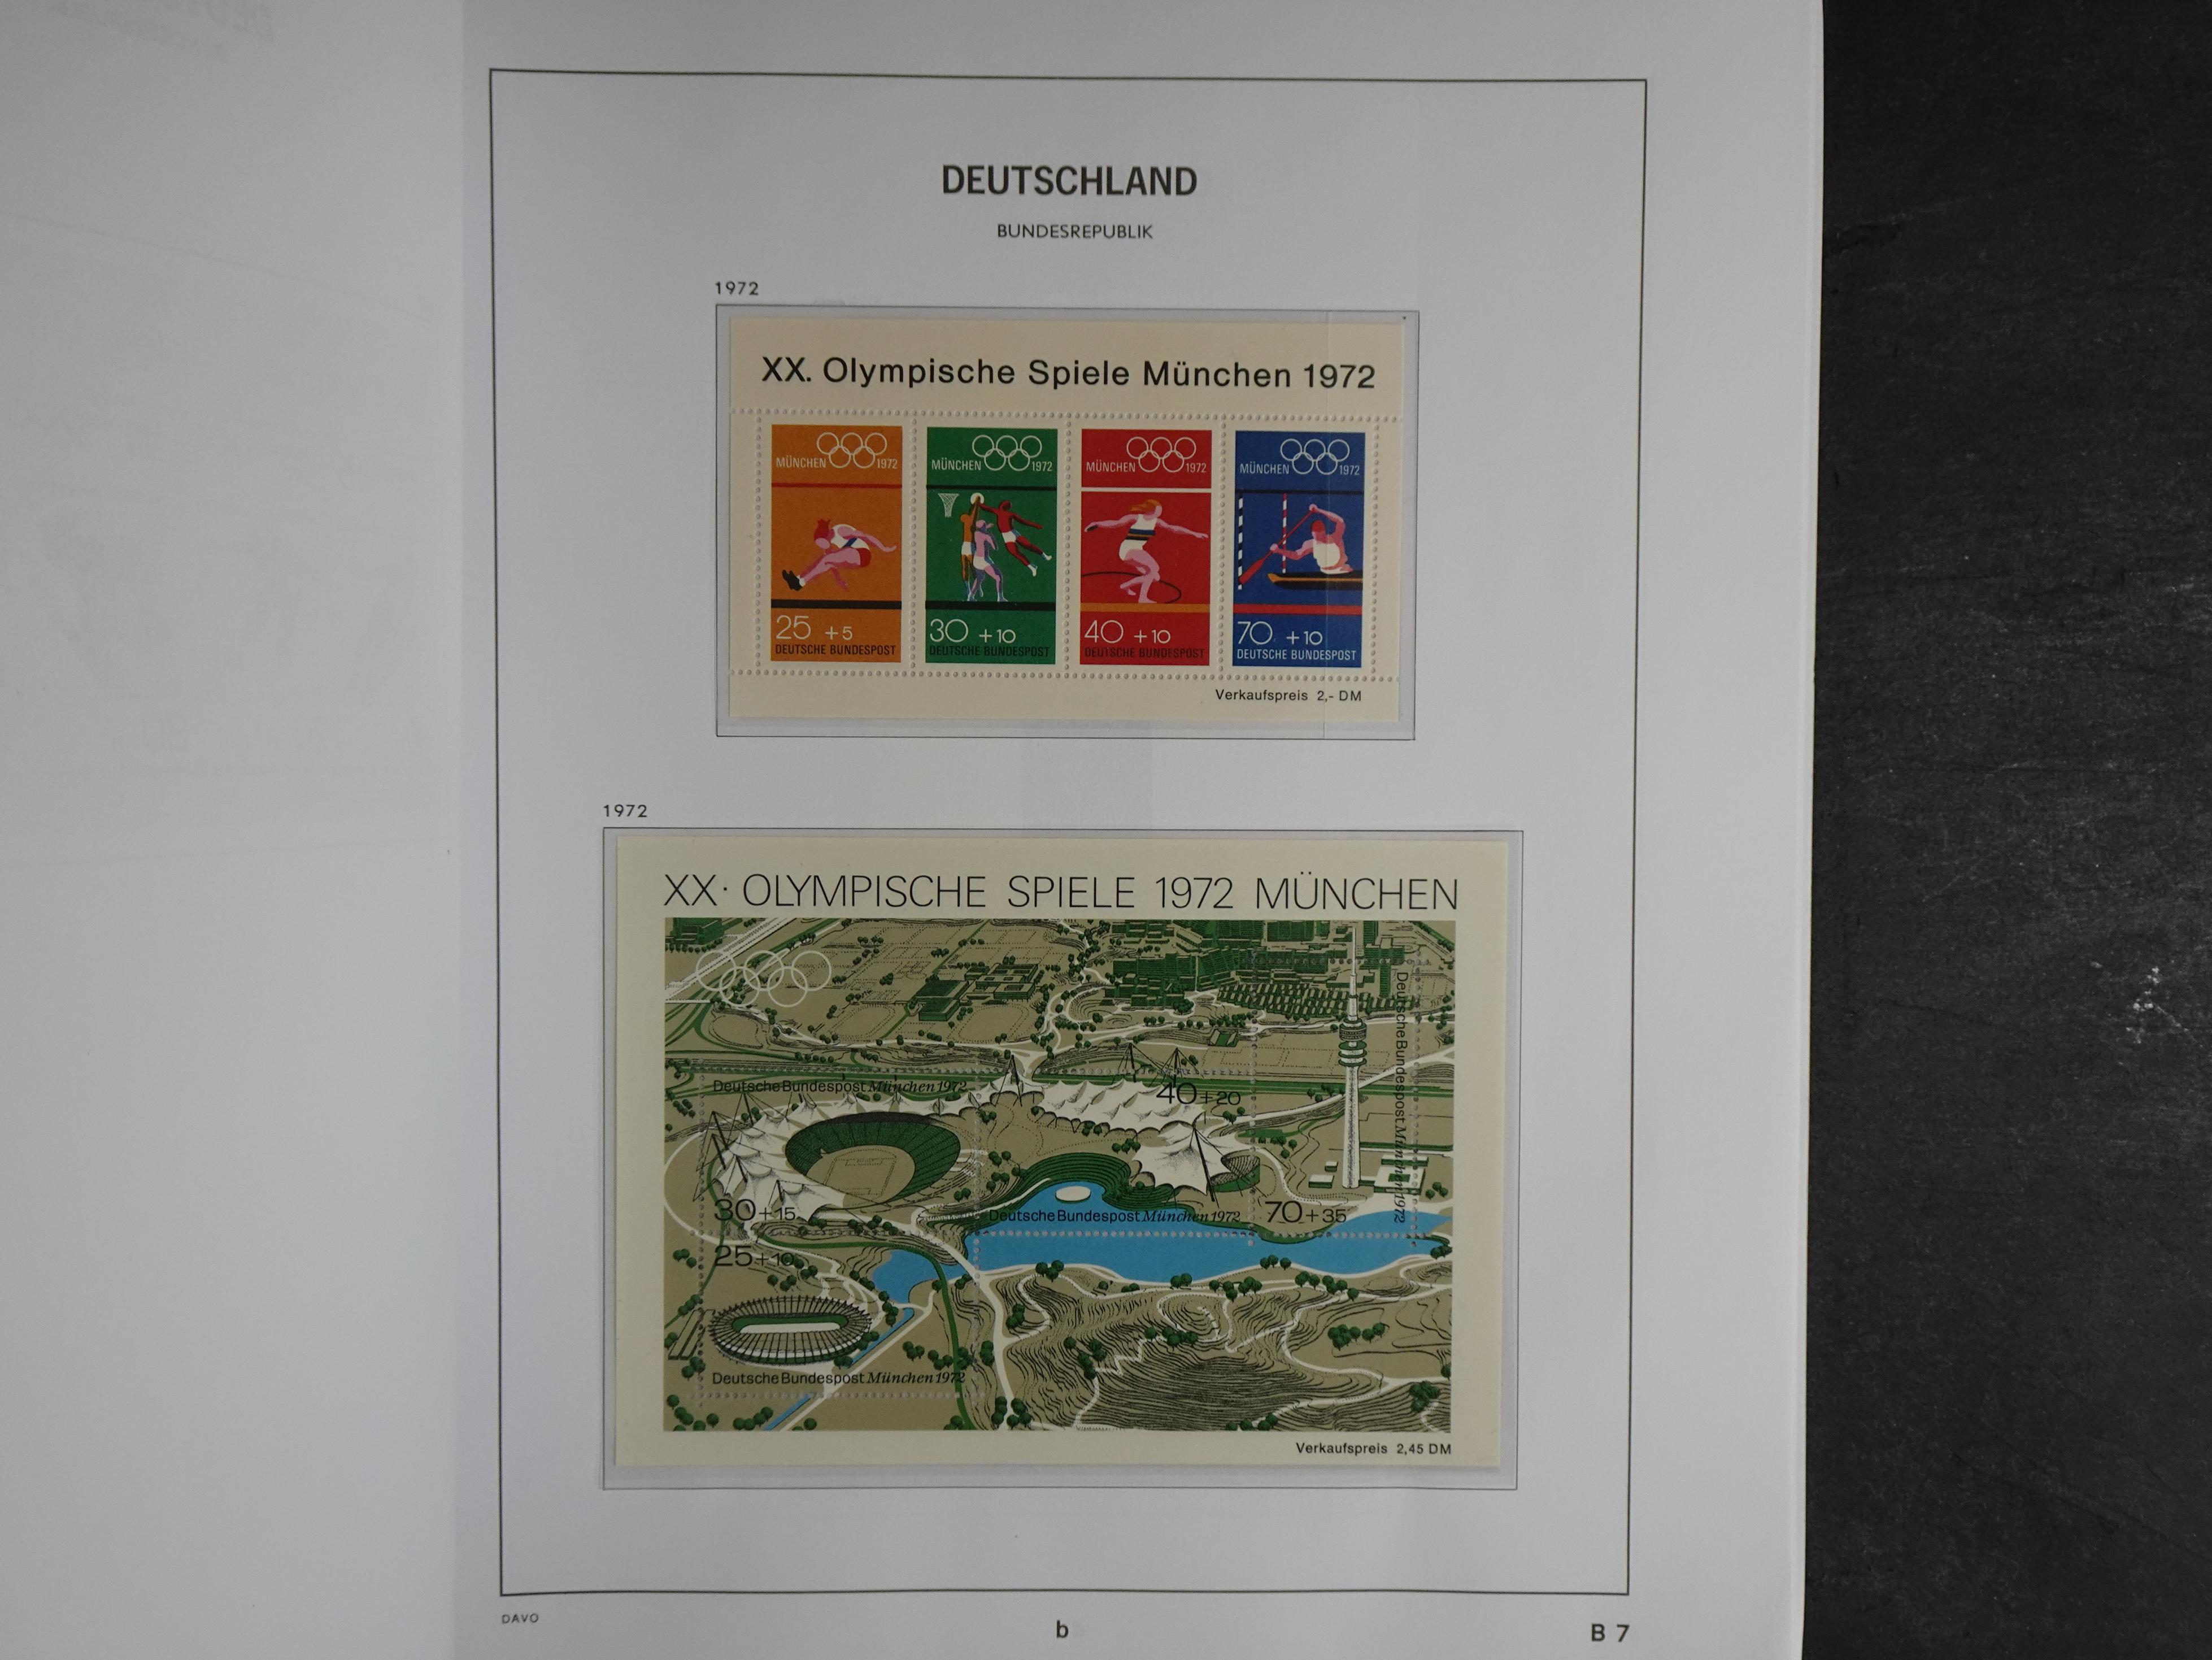 DEUTSCHLAND
BUNDESREPUBLIK
1972
XX. Olympische Spiele München 1972
MÜNCHEN 1972
25 +5
DEUTSCHE BUNDESPOST
MÜNCHEN 1972
30 +10
DEUTSCHE BUNDESPOST
MÜNCHEN 1972
40 +10
DEUTSCHE BUNDESPOST
MÜNCHEN 1972
70 +10
DEUTSCHE BUNDESPOST
Verkaufspreis 2,- DM
1972
XX. OLYMPISCHE SPIELE 1972 MÜNCHEN
Deutsche Bundespost München 1972
30+15
40+20
Deutsche Bundespost München 1972
70+35
Deutsche Bundespost München 1972
25+10
Deutsche Bundespost München 1972
Verkaufspreis 2,45 DM
DAVO
b
B 7